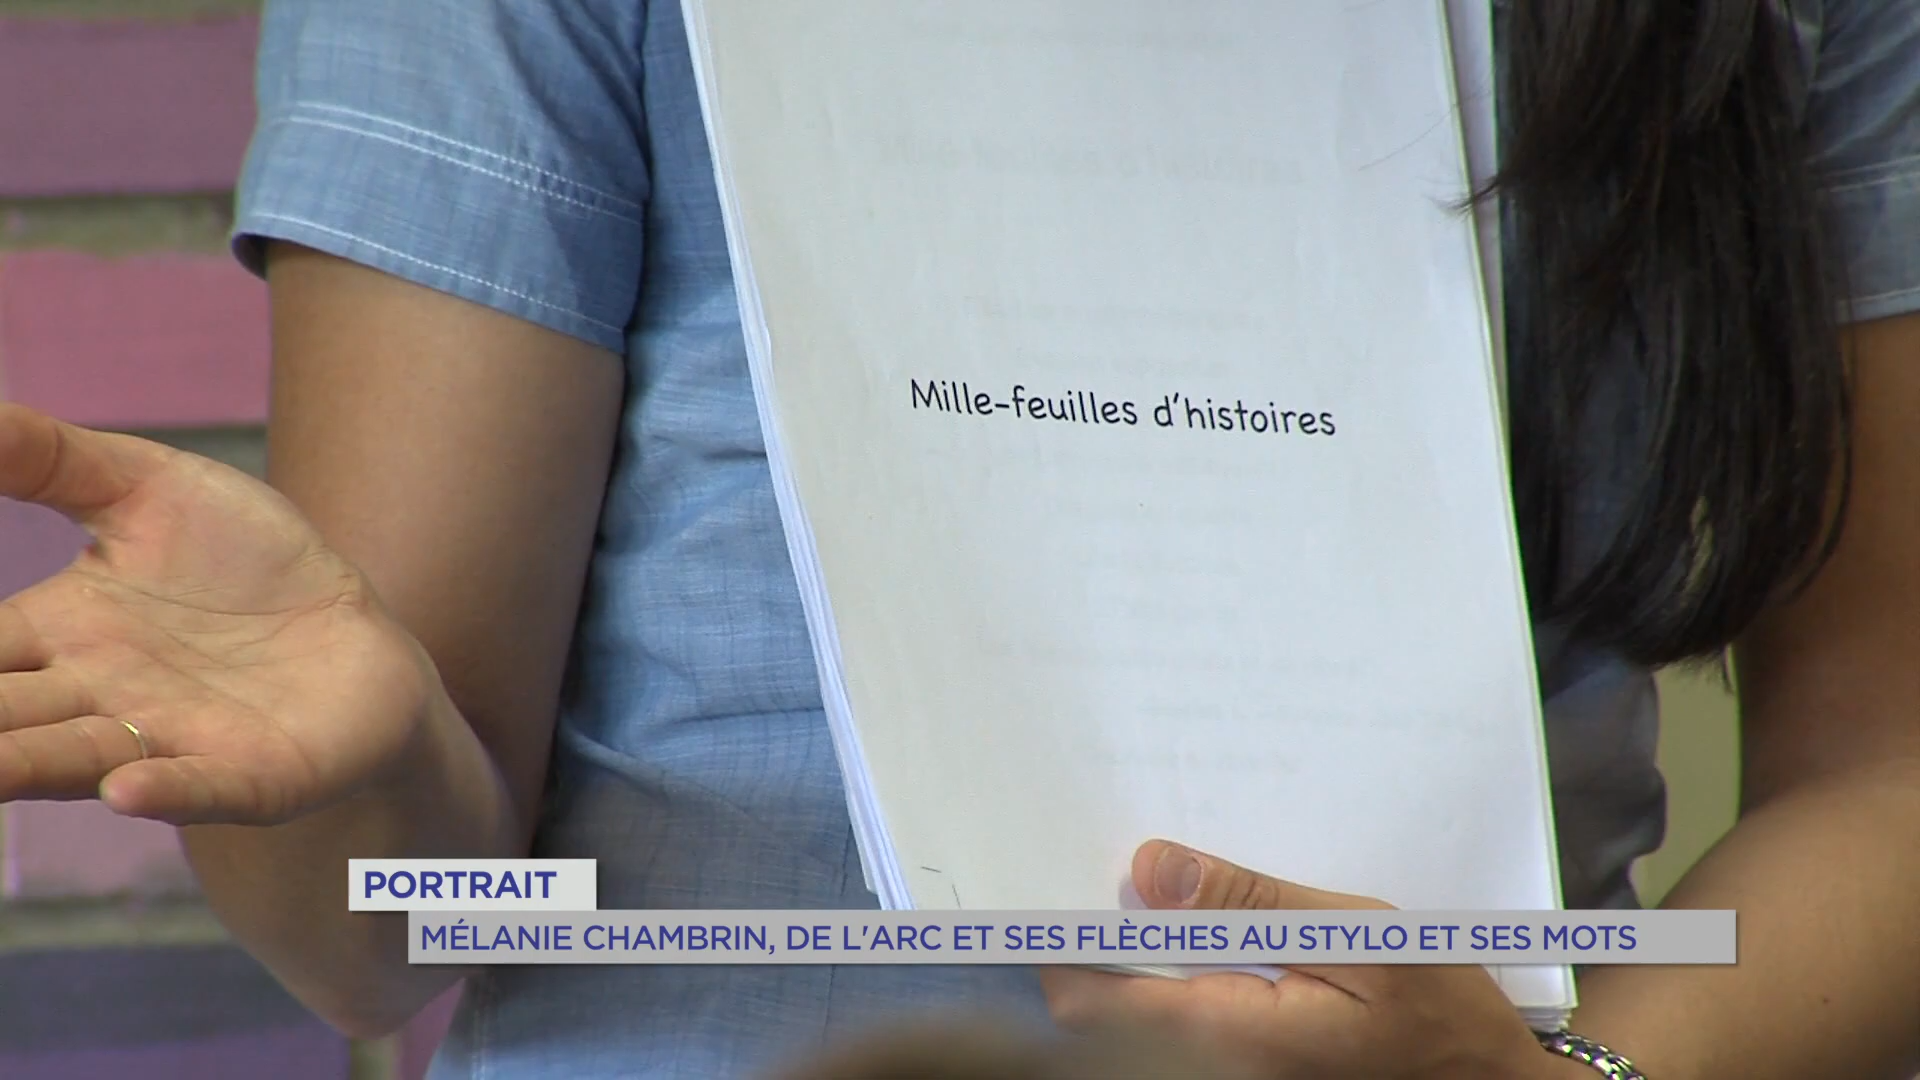 Mille-feuilles d'histoires
PORTRAIT
MÉLANIE CHAMBRIN, DE L'ARC ET SES FLÈCHES AU STYLO ET SES MOTS